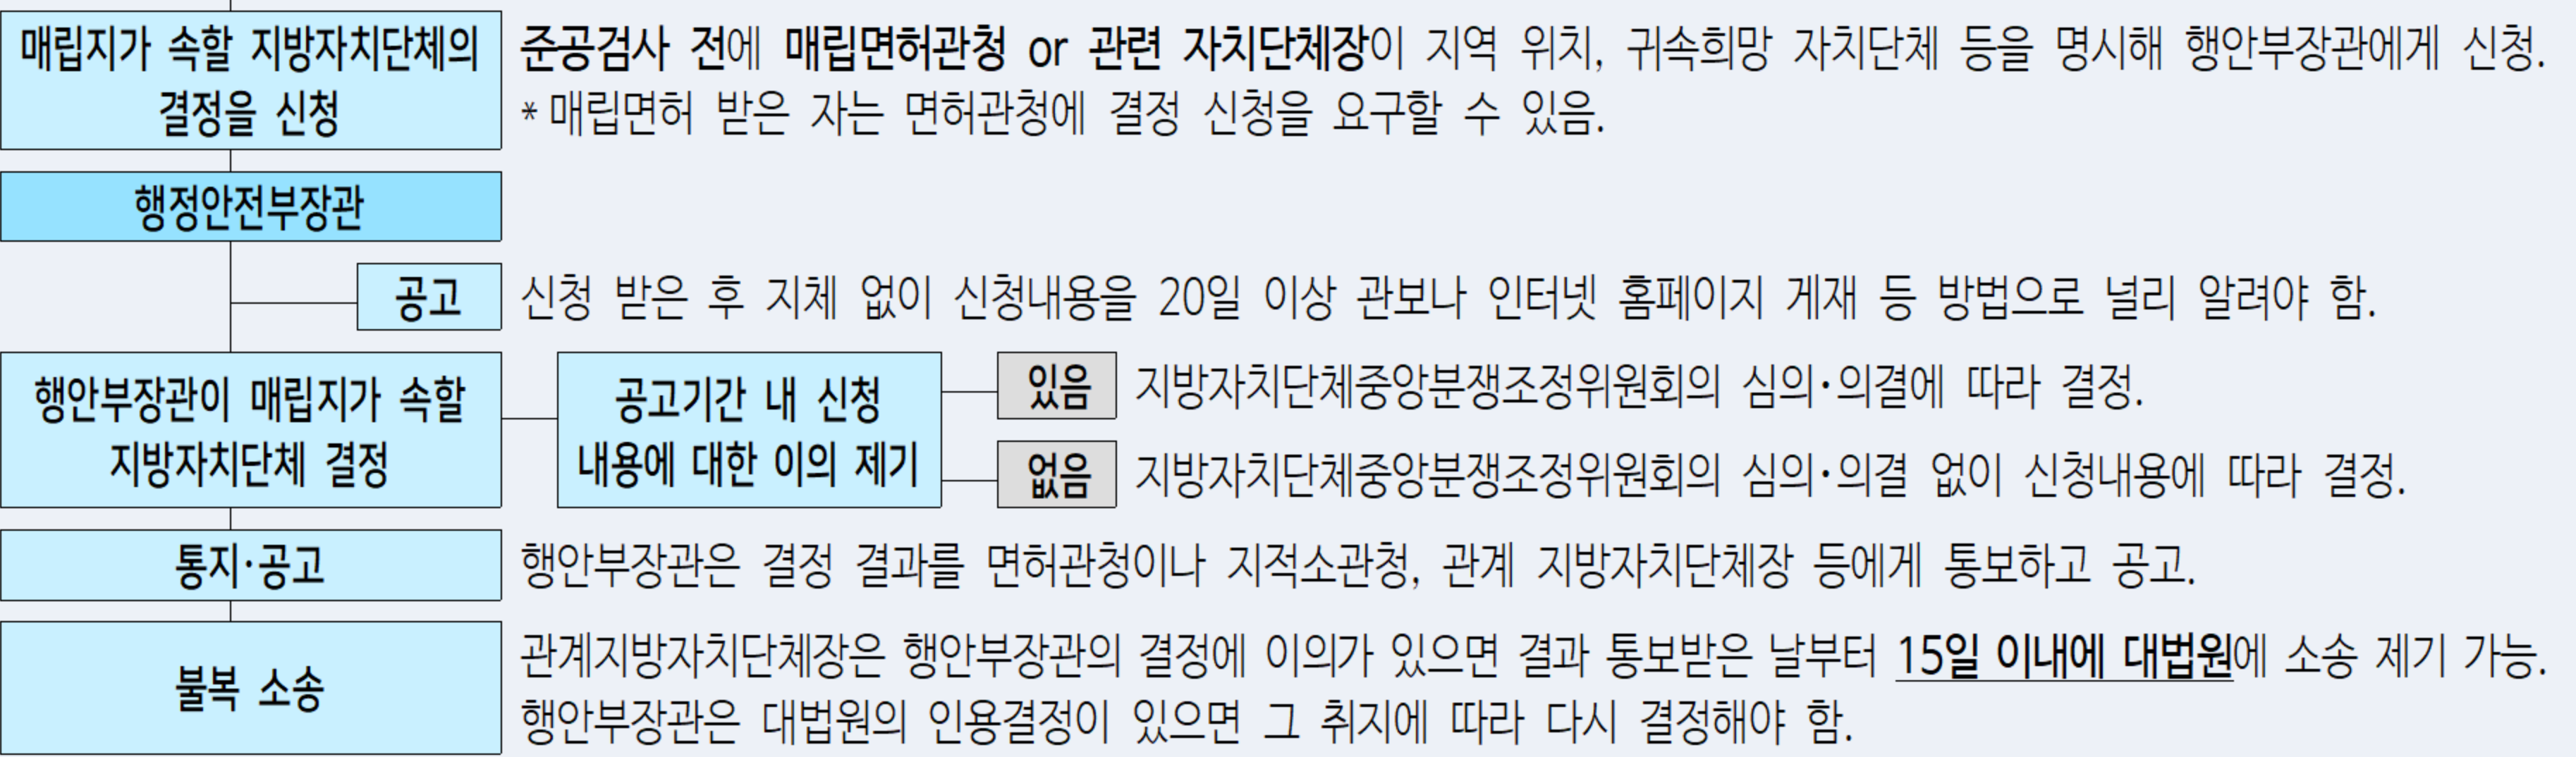 매립지가 속할 지방자치단체의
결정을 신청
준공검사 전에 매립면허관청 or 관련 자치단체장이 지역 위치, 귀속희망 자치단체 등을 명시해 행안부장관에게 신청.
* 매립면허 받은 자는 면허관청에 결정 신청을 요구할 수 있음.
행정안전부장관
공고
신청 받은 후 지체 없이 신청내용을 20일 이상 관보나 인터넷 홈페이지 게재 등 방법으로 널리 알려야 함.
행안부장관이 매립지가 속할
지방자치단체 결정
공고기간 내 신청
내용에 대한 이의 제기
있음
지방자치단체중앙분쟁조정위원회의 심의·의결에 따라 결정.
없음
지방자치단체중앙분쟁조정위원회의 심의·의결 없이 신청내용에 따라 결정.
통지·공고
행안부장관은 결정 결과를 면허관청이나 지적소관청, 관계 지방자치단체장 등에게 통보하고 공고.
불복 소송
관계지방자치단체장은 행안부장관의 결정에 이의가 있으면 결과 통보받은 날부터 15일 이내에 대법원에 소송 제기 가능.
행안부장관은 대법원의 인용결정이 있으면 그 취지에 따라 다시 결정해야 함.